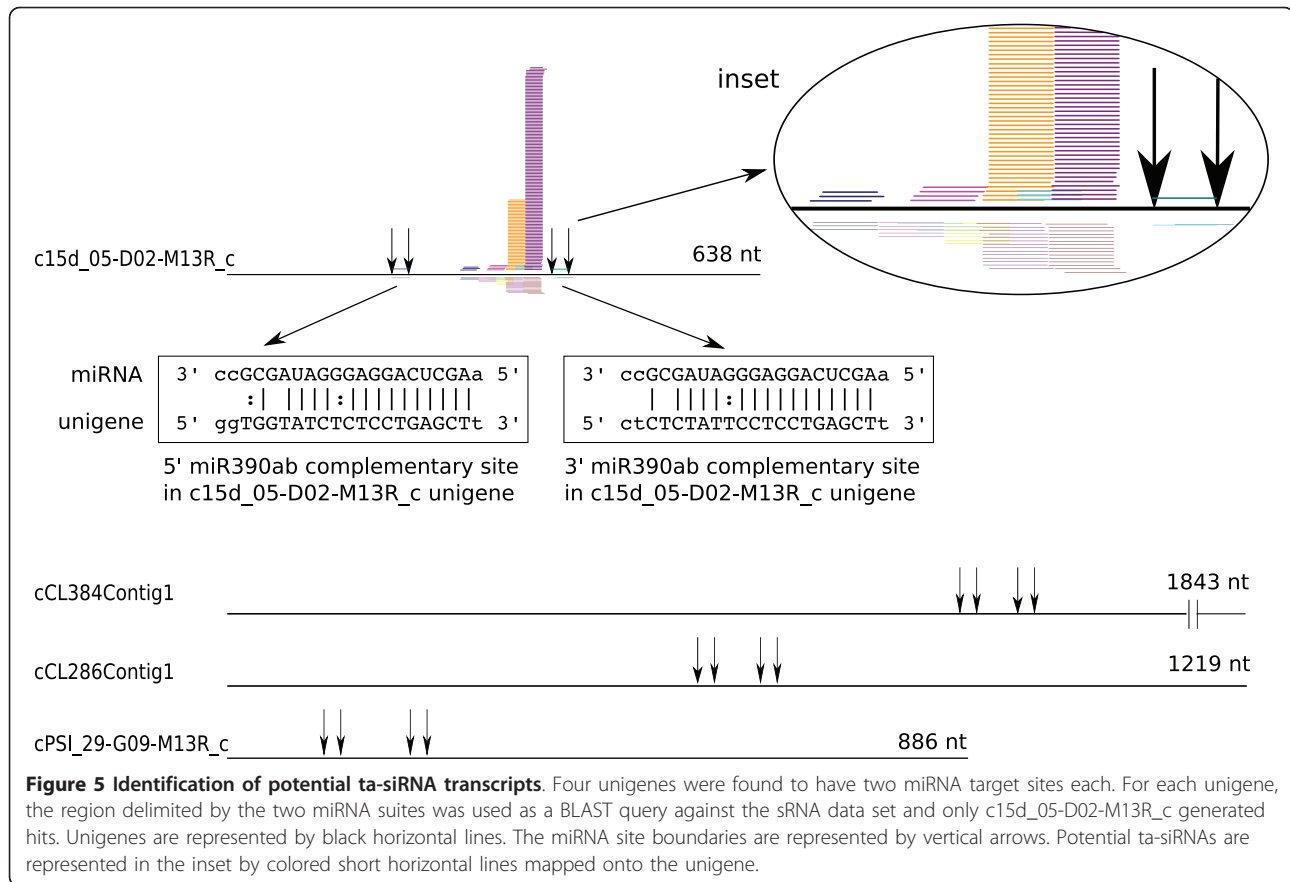 inset
c15d_05-D02-M13R_c
638 nt
miRNA
3' ccGCGAUAGGGAGGACUCGAa 5'
:| ||||:||||||||||
unigene
5' ggTGGTATCTCTCCTGAGCTt 3'
5' miR390ab complementary site
in c15d_05-D02-M13R_c unigene
3' ccGCGAUAGGGAGGACUCGAa 5'
| ||||:||||||||||
5' ctCTCTATTCCTCCTGAGCTt 3'
3' miR390ab complementary site
in c15d_05-D02-M13R_c unigene
cCL384Contig1
1843 nt
cCL286Contig1
1219 nt
cPSI_29-G09-M13R_c
886 nt
Figure 5 Identification of potential ta-siRNA transcripts. Four unigenes were found to have two miRNA target sites each. For each unigene,
the region delimited by the two miRNA suites was used as a BLAST query against the sRNA data set and only c15d_05-D02-M13R_c generated
hits. Unigenes are represented by black horizontal lines. The miRNA site boundaries are represented by vertical arrows. Potential ta-siRNAs are
represented in the inset by colored short horizontal lines mapped onto the unigene.